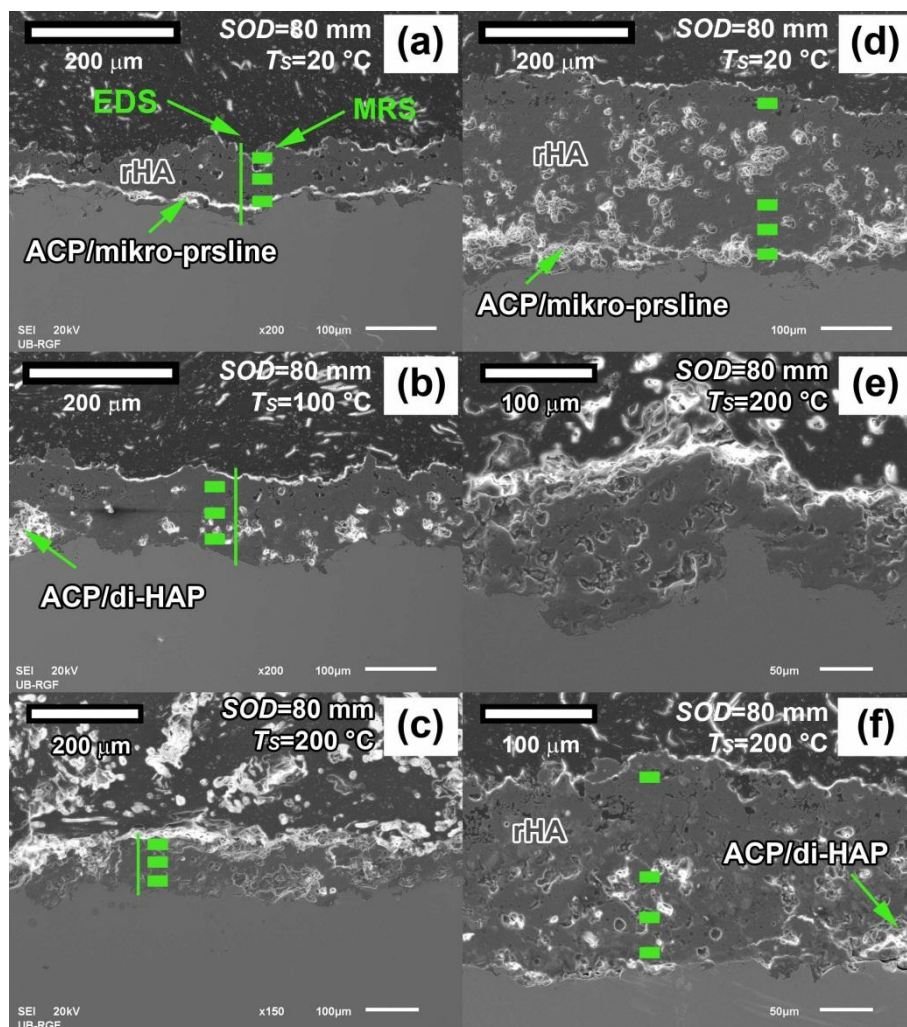 SOD=80 mm
(a)
200 μm
Ts=20 °C
EDS
MRS
rHA
ACP/mikro-prsline
SEI 20kV
x200 100μm
UB-RGF
SOD=80 mm
(d)
200 μm
Ts=20 °C
rHA
ACP/mikro-prsline
100μm
SOD=80 mm
(b)
200 μm
Ts=100 °C
ACP/di-HAP
SEI 20kV
x200 100μm
UB-RGF
SOD=80 mm
(e)
100 μm
Ts=200 °C
50μm
SOD=80 mm
(c)
200 μm
Ts=200 °C
SEI 20kV
x150 100μm
UB-RGF
SOD=80 mm
(f)
100 μm
Ts=200 °C
rHA
ACP/di-HAP
50μm